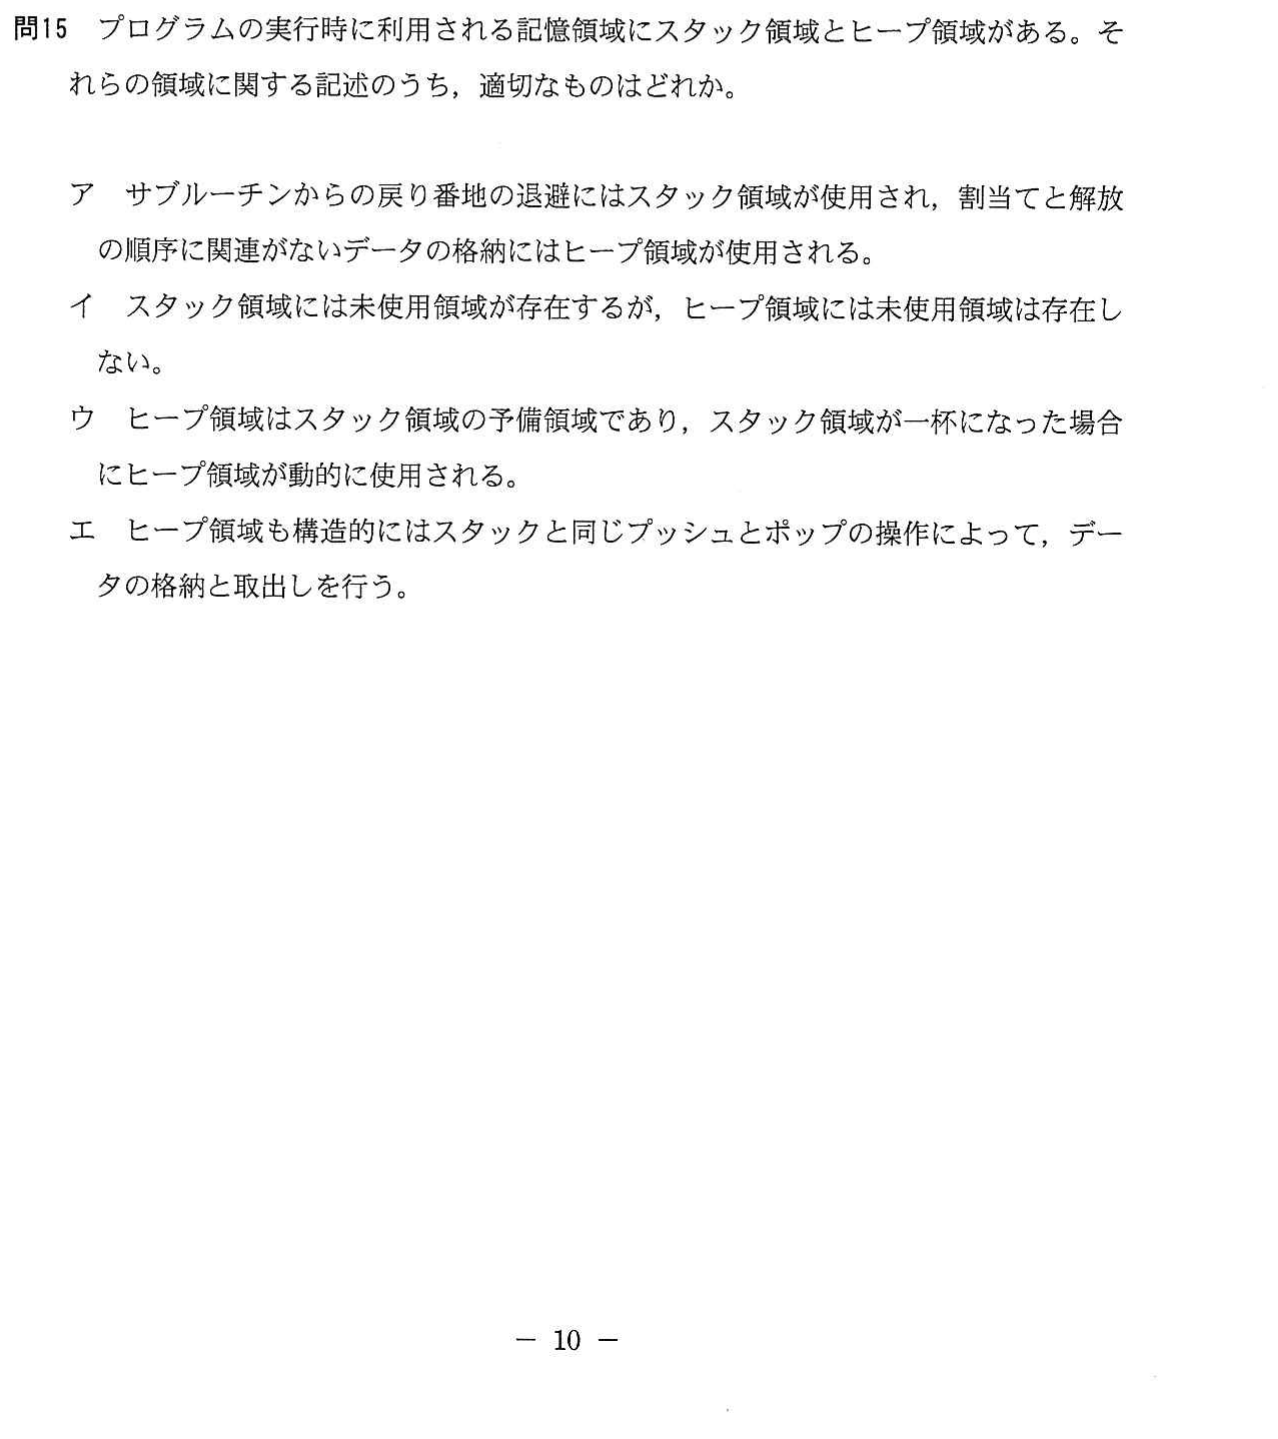 問15　プログラムの実行時に利用される記憶領域にスタック領域とヒープ領域がある。そ
れらの領域に関する記述のうち，適切なものはどれか。
ア　サブルーチンからの戻り番地の退避にはスタック領域が使用され，割当てと解放
の順序に関連がないデータの格納にはヒープ領域が使用される。
イ　スタック領域には未使用領域が存在するが，ヒープ領域には未使用領域は存在し
ない。
ウ　ヒープ領域はスタック領域の予備領域であり，スタック領域が一杯になった場合
にヒープ領域が動的に使用される。
エ　ヒープ領域も構造的にはスタックと同じプッシュとポップの操作によって，デー
タの格納と取出しを行う。
－ 10 －